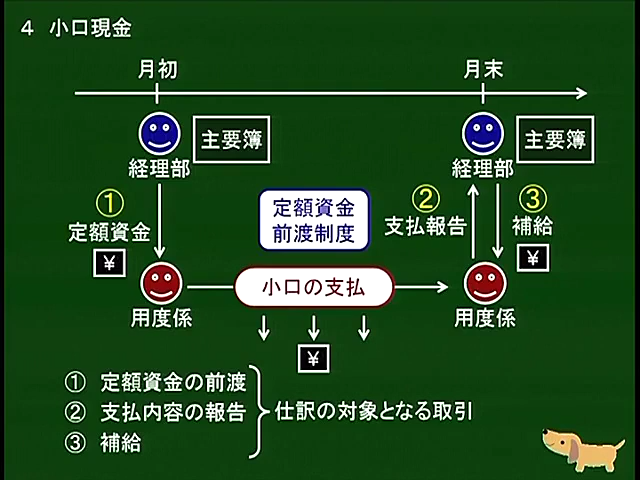 4 小口現金
月初
月末
主要簿
主要簿
経理部
経理部
①
定額資金
¥
定額資金
前渡制度
②
支払報告
③
補給
¥
小口の支払
用度係
用度係
¥
① 定額資金の前渡
② 支払内容の報告
③ 補給
仕訳の対象となる取引